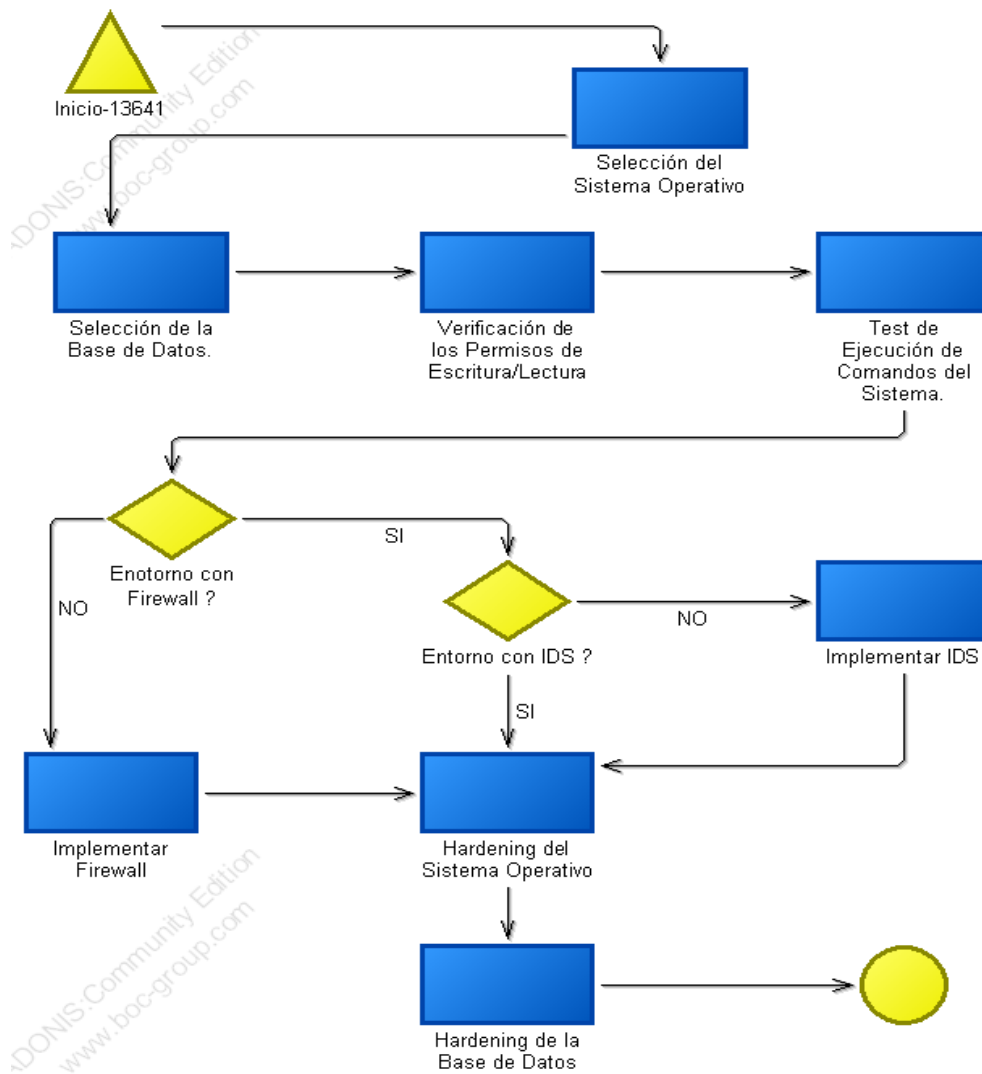 Inicio-13641
Selección del
Sistema Operativo
Selección de la
Base de Datos.
Verificación de
los Permisos de
Escritura/Lectura
Test de
Ejecución de
Comandos del
Sistema.
Enotorno con
Firewall ?
SI
NO
Entorno con IDS ?
NO
Implementar IDS
SI
Implementar
Firewall
Hardening del
Sistema Operativo
Hardening de la
Base de Datos
DONIS:Community Edition
www.boc-group.com
DONIS:Community Edition
www.boc-group.com